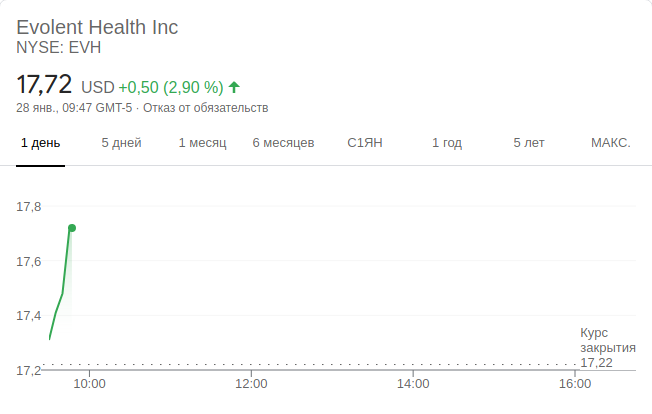 Evolent Health Inc
NYSE: EVH
17,72 USD +0,50 (2,90 %) ↑
28 янв., 09:47 GMT-5 · Отказ от обязательств
1 день 5 дней 1 месяц 6 месяцев С1ЯН 1 год 5 лет МАКС.
17,8
17,6
17,4
Курс
закрытия
17,22
17,2
10:00 12:00 14:00 16:00